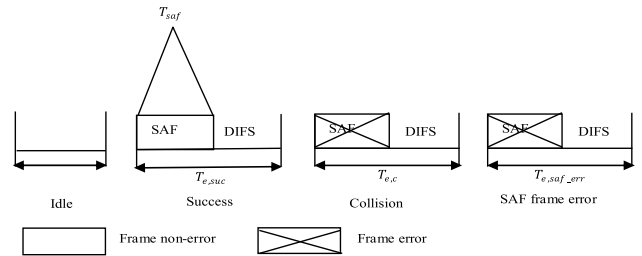 T_saf
SAF DIFS SAF DIFS SAF DIFS
T_e,suc T_e,c T_e,saf_err
Idle Success Collision SAF frame error
Frame non-error Frame error